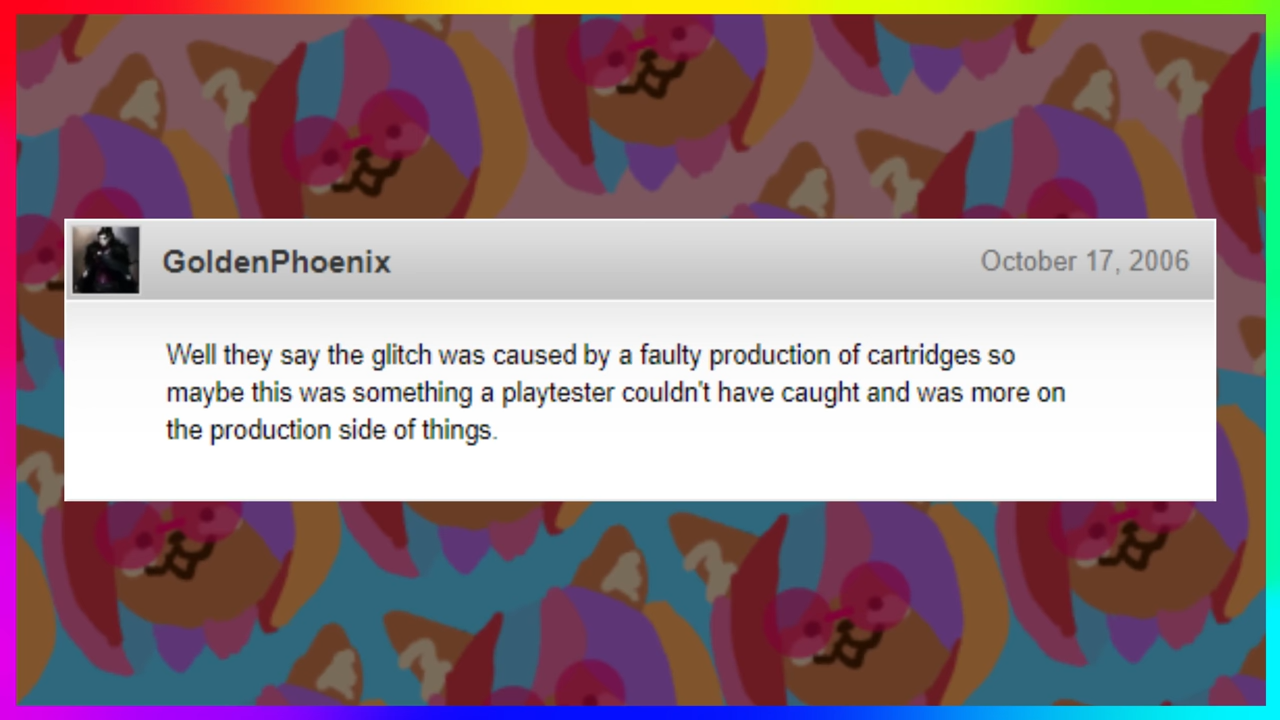 GoldenPhoenix
October 17, 2006
Well they say the glitch was caused by a faulty production of cartridges so
maybe this was something a playtester couldn't have caught and was more on
the production side of things.